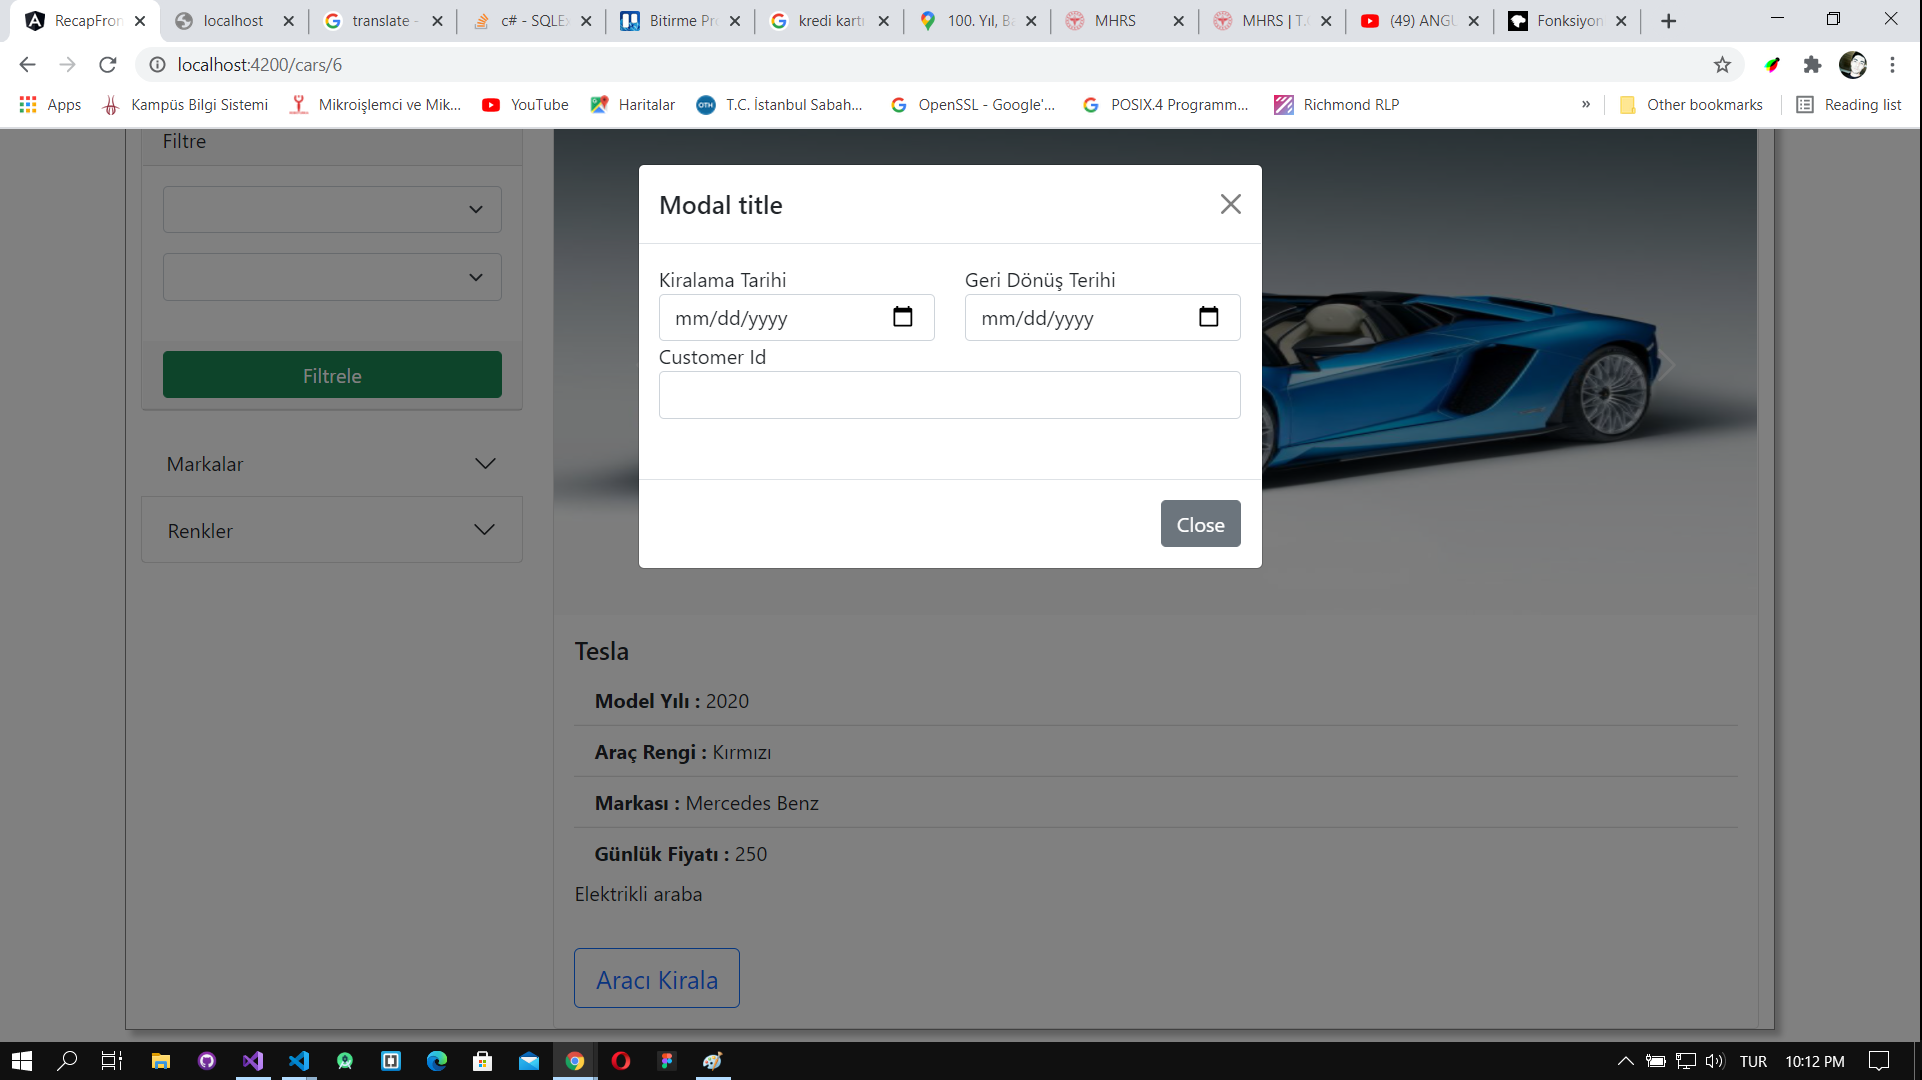 RecapFron
localhost
translate -
c# - SQLEx
Bitirme Pro
kredi kartı
100. Yıl, Ba
MHRS
MHRS | T.C
(49) ANGU
Fonksiyon
localhost:4200/cars/6
Apps
Kampüs Bilgi Sistemi
Mikroişlemci ve Mik...
YouTube
Haritalar
T.C. İstanbul Sabah...
OpenSSL - Google'...
POSIX.4 Programm...
Richmond RLP
»
Other bookmarks
Reading list
Filtre
Filtrele
Markalar
Renkler
Modal title
Kiralama Tarihi
Geri Dönüş Terihi
mm/dd/yyyy
mm/dd/yyyy
Customer Id
Close
Tesla
Model Yılı : 2020
Araç Rengi : Kırmızı
Markası : Mercedes Benz
Günlük Fiyatı : 250
Elektrikli araba
Aracı Kirala
TUR
10:12 PM